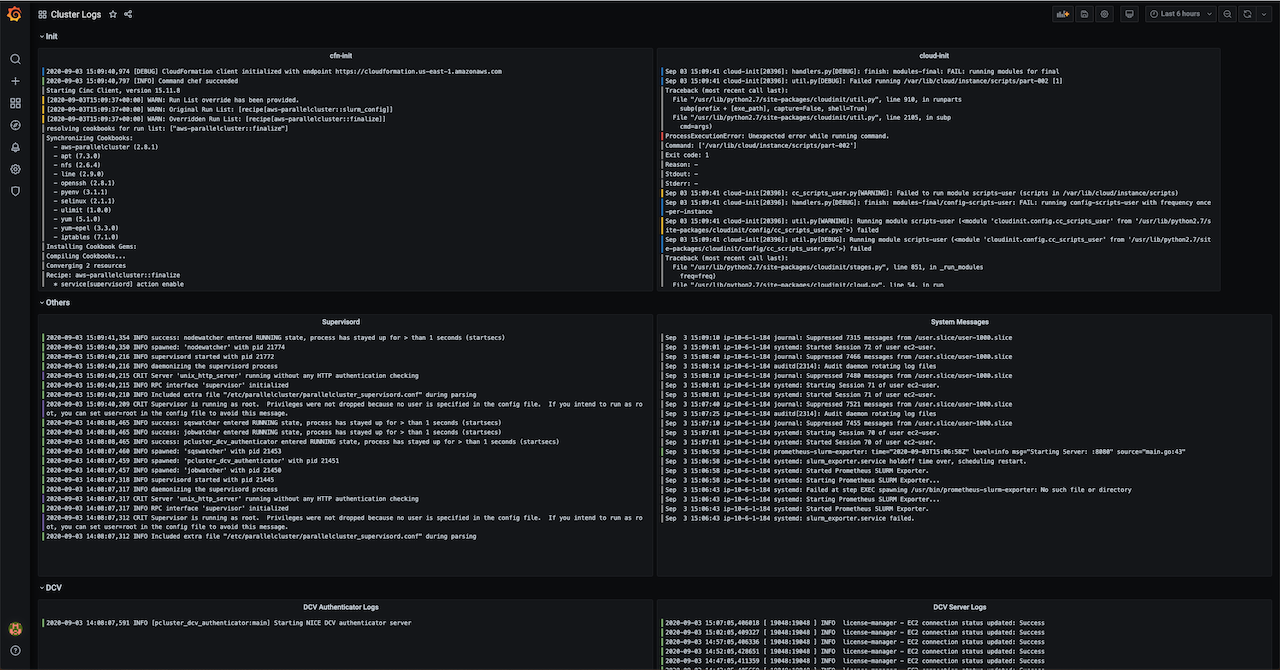 Cluster Logs
Last 6 hours
Init
cfn-init
2020-09-03 15:09:40,974 [DEBUG] CloudFormation client initialized with endpoint https://cloudformation.us-east-1.amazonaws.com
2020-09-03 15:09:40,797 [INFO] Command chef succeeded
Starting Cinc Client, version 15.11.8
[2020-09-03T15:09:37+00:00] WARN: Run List override has been provided.
[2020-09-03T15:09:37+00:00] WARN: Original Run List: [recipe[aws-parallelcluster::slurm_config]]
[2020-09-03T15:09:37+00:00] WARN: Overridden Run List: [recipe[aws-parallelcluster::finalize]]
resolving cookbooks for run list: ["aws-parallelcluster::finalize"]
Synchronizing Cookbooks:
- aws-parallelcluster (2.8.1)
- apt (7.3.0)
- nfs (2.6.4)
- line (2.9.0)
- openssh (2.8.1)
- pyenv (3.1.1)
- selinux (2.1.1)
- ulimit (1.0.0)
- yum (5.1.0)
- yum-epel (3.3.0)
- iptables (7.1.0)
Installing Cookbook Gems:
Compiling Cookbooks...
Converging 2 resources
Recipe: aws-parallelcluster::finalize
* service[supervisord] action enable
cloud-init
Sep 03 15:09:41 cloud-init[20396]: handlers.py[DEBUG]: finish: modules-final: FAIL: running modules for final
Sep 03 15:09:41 cloud-init[20396]: util.py[DEBUG]: Failed running /var/lib/cloud/instance/scripts/part-002 [1]
Traceback (most recent call last):
File "/usr/lib/python2.7/site-packages/cloudinit/util.py", line 910, in runparts
subp(prefix + [exe_path], capture=False, shell=True)
File "/usr/lib/python2.7/site-packages/cloudinit/util.py", line 2105, in subp
cmd=args)
ProcessExecutionError: Unexpected error while running command.
Command: ['/var/lib/cloud/instance/scripts/part-002']
Exit code: 1
Reason: -
Stdout: -
Stderr: -
Sep 03 15:09:41 cloud-init[20396]: cc_scripts_user.py[WARNING]: Failed to run module scripts-user (scripts in /var/lib/cloud/instance/scripts)
Sep 03 15:09:41 cloud-init[20396]: handlers.py[DEBUG]: finish: modules-final/config-scripts-user: FAIL: running config-scripts-user with frequency once
-per-instance
Sep 03 15:09:41 cloud-init[20396]: util.py[WARNING]: Running module scripts-user (<module 'cloudinit.config.cc_scripts_user' from '/usr/lib/python2.7/s
ite-packages/cloudinit/config/cc_scripts_user.pyc'>) failed
Sep 03 15:09:41 cloud-init[20396]: util.py[DEBUG]: Running module scripts-user (<module 'cloudinit.config.cc_scripts_user' from '/usr/lib/python2.7/sit
e-packages/cloudinit/config/cc_scripts_user.pyc'>) failed
Traceback (most recent call last):
File "/usr/lib/python2.7/site-packages/cloudinit/stages.py", line 851, in _run_modules
freq=freq)
File "/usr/lib/python2.7/site-packages/cloudinit/cloud.py", line 54, in run
Others
Supervisord
2020-09-03 15:09:41,354 INFO success: nodewatcher entered RUNNING state, process has stayed up for > than 1 seconds (startsecs)
2020-09-03 15:09:40,350 INFO spawned: 'nodewatcher' with pid 21774
2020-09-03 15:09:40,216 INFO supervisord started with pid 21772
2020-09-03 15:09:40,216 INFO daemonizing the supervisord process
2020-09-03 15:09:40,215 CRIT Server 'unix_http_server' running without any HTTP authentication checking
2020-09-03 15:09:40,215 INFO RPC interface 'supervisor' initialized
2020-09-03 15:09:40,210 INFO Included extra file "/etc/parallelcluster/parallelcluster_supervisord.conf" during parsing
2020-09-03 15:09:40,209 CRIT Supervisor is running as root.  Privileges were not dropped because no user is specified in the config file.  If you intend to run as ro
ot, you can set user=root in the config file to avoid this message.
2020-09-03 14:08:08,465 INFO success: sqswatcher entered RUNNING state, process has stayed up for > than 1 seconds (startsecs)
2020-09-03 14:08:08,465 INFO success: jobwatcher entered RUNNING state, process has stayed up for > than 1 seconds (startsecs)
2020-09-03 14:08:08,465 INFO success: pcluster_dcv_authenticator entered RUNNING state, process has stayed up for > than 1 seconds (startsecs)
2020-09-03 14:08:07,460 INFO spawned: 'sqswatcher' with pid 21453
2020-09-03 14:08:07,459 INFO spawned: 'pcluster_dcv_authenticator' with pid 21451
2020-09-03 14:08:07,457 INFO spawned: 'jobwatcher' with pid 21450
2020-09-03 14:08:07,318 INFO supervisord started with pid 21445
2020-09-03 14:08:07,317 INFO daemonizing the supervisord process
2020-09-03 14:08:07,317 CRIT Server 'unix_http_server' running without any HTTP authentication checking
2020-09-03 14:08:07,317 INFO RPC interface 'supervisor' initialized
2020-09-03 14:08:07,312 CRIT Supervisor is running as root.  Privileges were not dropped because no user is specified in the config file.  If you intend to run as ro
ot, you can set user=root in the config file to avoid this message.
2020-09-03 14:08:07,312 INFO Included extra file "/etc/parallelcluster/parallelcluster_supervisord.conf" during parsing
System Messages
Sep  3 15:09:10 ip-10-6-1-184 journal: Suppressed 7315 messages from /user.slice/user-1000.slice
Sep  3 15:09:01 ip-10-6-1-184 systemd: Started Session 72 of user ec2-user.
Sep  3 15:08:40 ip-10-6-1-184 journal: Suppressed 7466 messages from /user.slice/user-1000.slice
Sep  3 15:08:14 ip-10-6-1-184 auditd[2314]: Audit daemon rotating log files
Sep  3 15:08:10 ip-10-6-1-184 journal: Suppressed 7480 messages from /user.slice/user-1000.slice
Sep  3 15:08:01 ip-10-6-1-184 systemd: Starting Session 71 of user ec2-user.
Sep  3 15:08:01 ip-10-6-1-184 systemd: Started Session 71 of user ec2-user.
Sep  3 15:07:40 ip-10-6-1-184 journal: Suppressed 7521 messages from /user.slice/user-1000.slice
Sep  3 15:07:25 ip-10-6-1-184 auditd[2314]: Audit daemon rotating log files
Sep  3 15:07:10 ip-10-6-1-184 journal: Suppressed 7455 messages from /user.slice/user-1000.slice
Sep  3 15:07:01 ip-10-6-1-184 systemd: Starting Session 70 of user ec2-user.
Sep  3 15:07:01 ip-10-6-1-184 systemd: Started Session 70 of user ec2-user.
Sep  3 15:06:58 ip-10-6-1-184 prometheus-slurm-exporter: time="2020-09-03T15:06:58Z" level=info msg="Starting Server: :8080" source="main.go:43"
Sep  3 15:06:58 ip-10-6-1-184 systemd: slurm_exporter.service holdoff time over, scheduling restart.
Sep  3 15:06:58 ip-10-6-1-184 systemd: Started Prometheus SLURM Exporter.
Sep  3 15:06:58 ip-10-6-1-184 systemd: Starting Prometheus SLURM Exporter...
Sep  3 15:06:43 ip-10-6-1-184 systemd: Failed at step EXEC spawning /usr/bin/prometheus-slurm-exporter: No such file or directory
Sep  3 15:06:43 ip-10-6-1-184 systemd: Starting Prometheus SLURM Exporter...
Sep  3 15:06:43 ip-10-6-1-184 systemd: Started Prometheus SLURM Exporter.
Sep  3 15:06:43 ip-10-6-1-184 systemd: slurm_exporter.service failed.
DCV
DCV Authenticator Logs
2020-09-03 14:08:07,591 INFO [pcluster_dcv_authenticator:main] Starting NICE DCV authenticator server
DCV Server Logs
2020-09-03 15:07:05,406018 [ 19048:19048 ] INFO  license-manager - EC2 connection status updated: Success
2020-09-03 15:02:05,409327 [ 19048:19048 ] INFO  license-manager - EC2 connection status updated: Success
2020-09-03 14:57:05,406336 [ 19048:19048 ] INFO  license-manager - EC2 connection status updated: Success
2020-09-03 14:52:05,428651 [ 19048:19048 ] INFO  license-manager - EC2 connection status updated: Success
2020-09-03 14:47:05,411359 [ 19048:19048 ] INFO  license-manager - EC2 connection status updated: Success